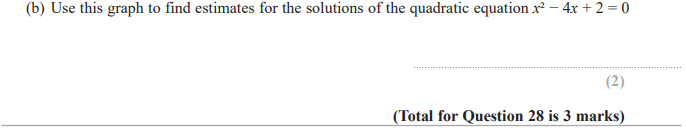 (b) Use this graph to find estimates for the solutions of the quadratic equation x² − 4x + 2 = 0
(2)
(Total for Question 28 is 3 marks)